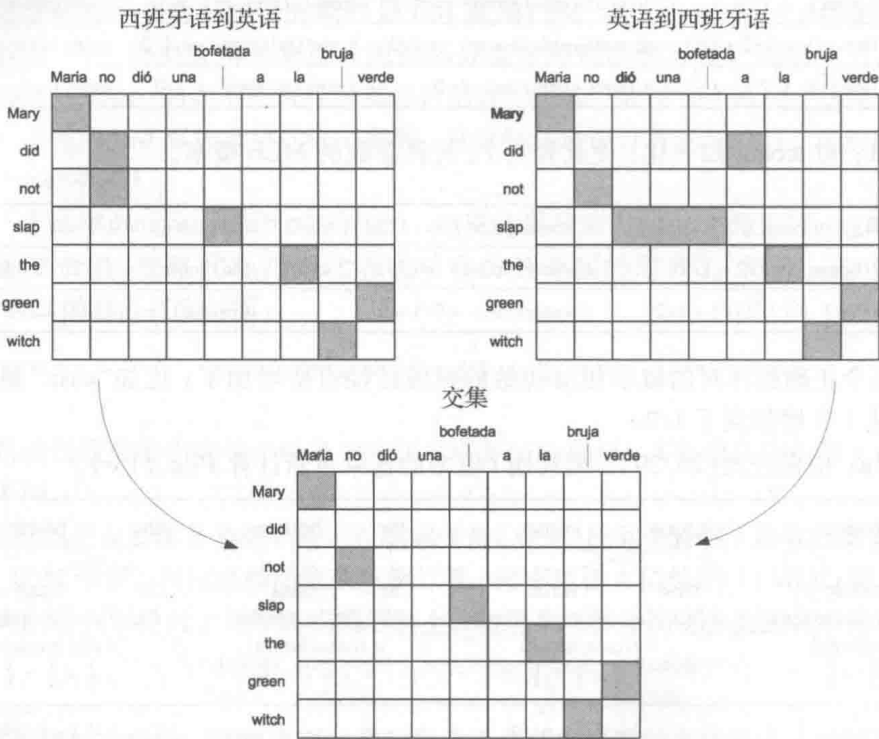 西班牙语到英语
英语到西班牙语
bofetada bruja
Maria no dió una a la verde
Mary
did
not
slap
the
green
witch
bofetada bruja
Maria no dió una a la verde
Mary
did
not
slap
the
green
witch
交集
bofetada bruja
Maria no dió una a la verde
Mary
did
not
slap
the
green
witch